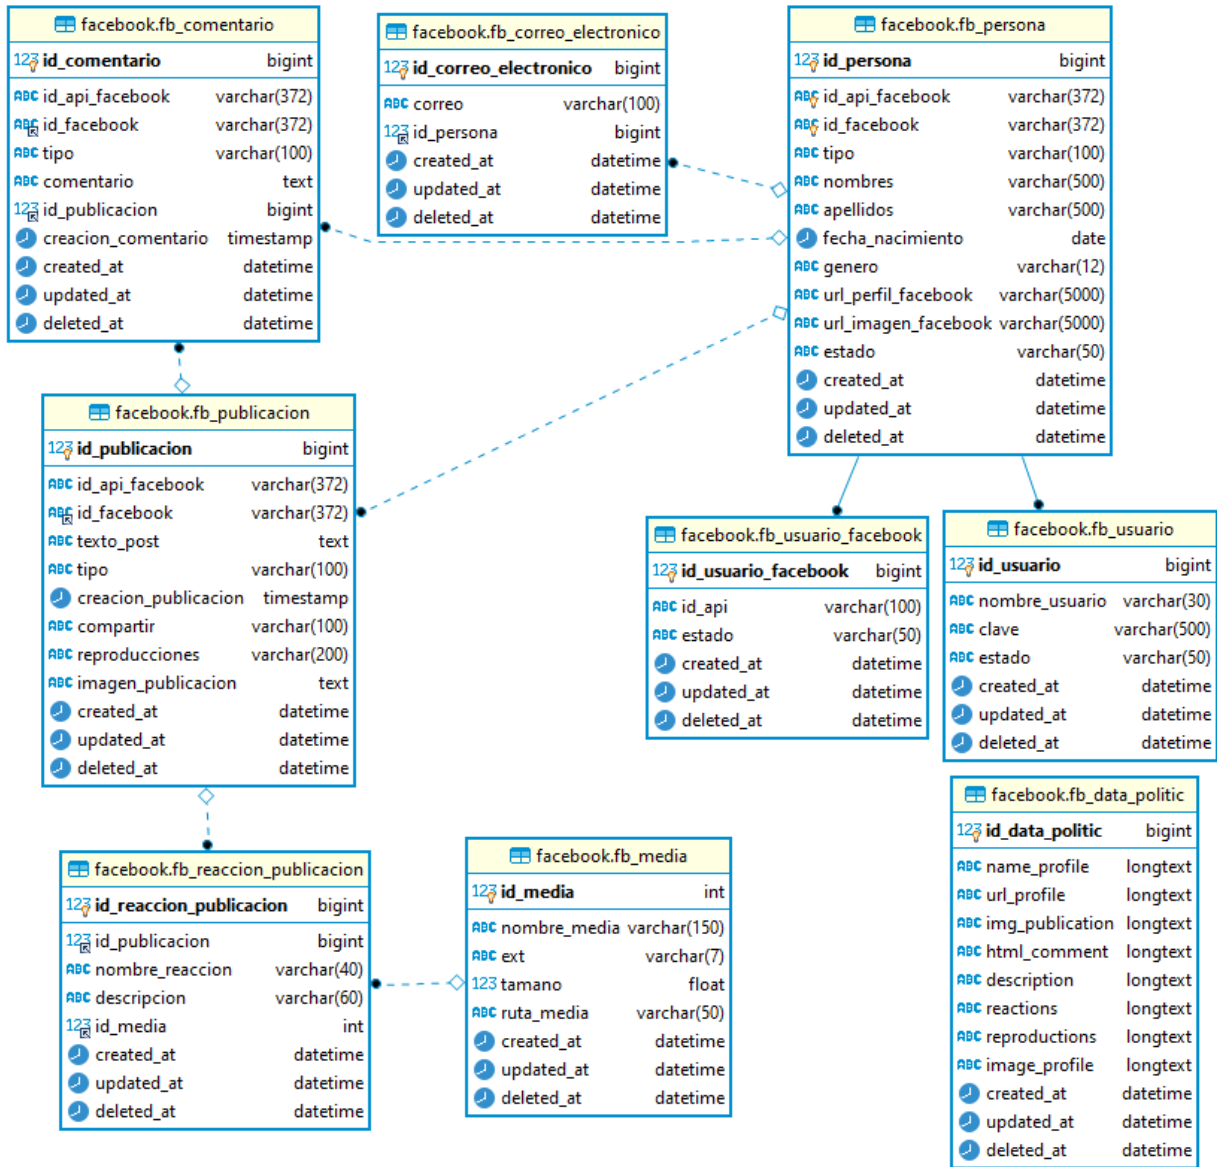 facebook.fb_comentario
123 id_comentario bigint
ABC id_api_facebook varchar(372)
ABC id_facebook varchar(372)
ABC tipo varchar(100)
ABC comentario text
123 id_publicacion bigint
creacion_comentario timestamp
created_at datetime
updated_at datetime
deleted_at datetime
facebook.fb_correo_electronico
123 id_correo_electronico bigint
ABC correo varchar(100)
123 id_persona bigint
created_at datetime
updated_at datetime
deleted_at datetime
facebook.fb_persona
123 id_persona bigint
ABC id_api_facebook varchar(372)
ABC id_facebook varchar(372)
ABC tipo varchar(100)
ABC nombres varchar(500)
ABC apellidos varchar(500)
fecha_nacimiento date
ABC genero varchar(12)
ABC url_perfil_facebook varchar(5000)
ABC url_imagen_facebook varchar(5000)
ABC estado varchar(50)
created_at datetime
updated_at datetime
deleted_at datetime
facebook.fb_publicacion
123 id_publicacion bigint
ABC id_api_facebook varchar(372)
ABC id_facebook varchar(372)
ABC texto_post text
ABC tipo varchar(100)
creacion_publicacion timestamp
ABC compartir varchar(100)
ABC reproducciones varchar(200)
ABC imagen_publicacion text
created_at datetime
updated_at datetime
deleted_at datetime
facebook.fb_usuario_facebook
123 id_usuario_facebook bigint
ABC id_api varchar(100)
ABC estado varchar(50)
created_at datetime
updated_at datetime
deleted_at datetime
facebook.fb_usuario
123 id_usuario bigint
ABC nombre_usuario varchar(30)
ABC clave varchar(500)
ABC estado varchar(50)
created_at datetime
updated_at datetime
deleted_at datetime
facebook.fb_reaccion_publicacion
123 id_reaccion_publicacion bigint
123 id_publicacion bigint
ABC nombre_reaccion varchar(40)
ABC descripcion varchar(60)
123 id_media int
created_at datetime
updated_at datetime
deleted_at datetime
facebook.fb_media
123 id_media int
ABC nombre_media varchar(150)
ABC ext varchar(7)
123 tamano float
ABC ruta_media varchar(50)
created_at datetime
updated_at datetime
deleted_at datetime
facebook.fb_data_politic
123 id_data_politic bigint
ABC name_profile longtext
ABC url_profile longtext
ABC img_publication longtext
ABC html_comment longtext
ABC description longtext
ABC reactions longtext
ABC reproductions longtext
ABC image_profile longtext
created_at datetime
updated_at datetime
deleted_at datetime